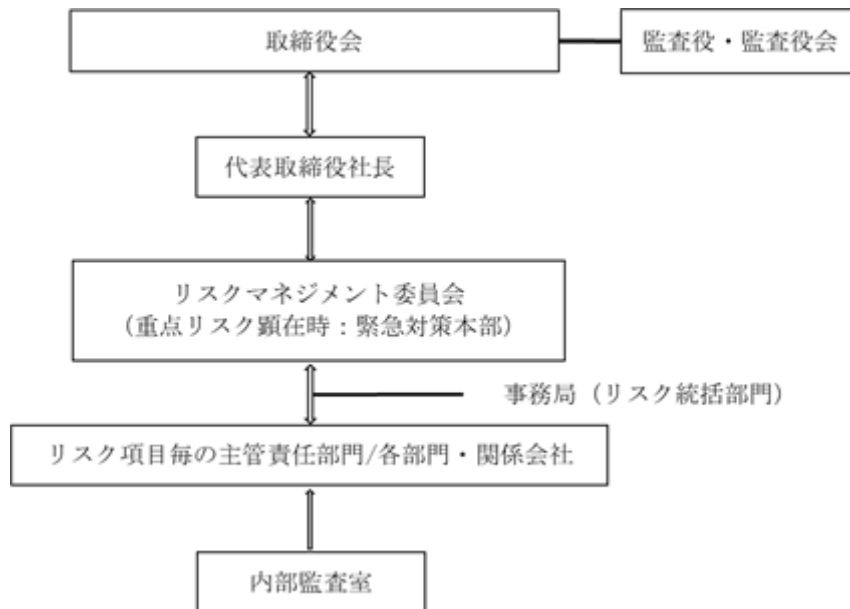 取締役会
監査役・監査役会
代表取締役社長
リスクマネジメント委員会
（重点リスク顕在時：緊急対策本部）
事務局（リスク統括部門）
リスク項目毎の主管責任部門/各部門・関係会社
内部監査室